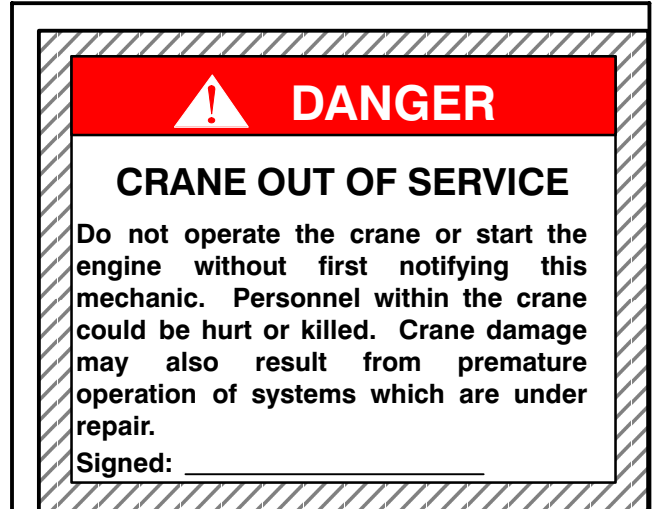 DANGER
CRANE OUT OF SERVICE
Do not operate the crane or start the
engine without first notifying this
mechanic. Personnel within the crane
could be hurt or killed. Crane damage
may also result from premature
operation of systems which are under
repair.
Signed: ______________________